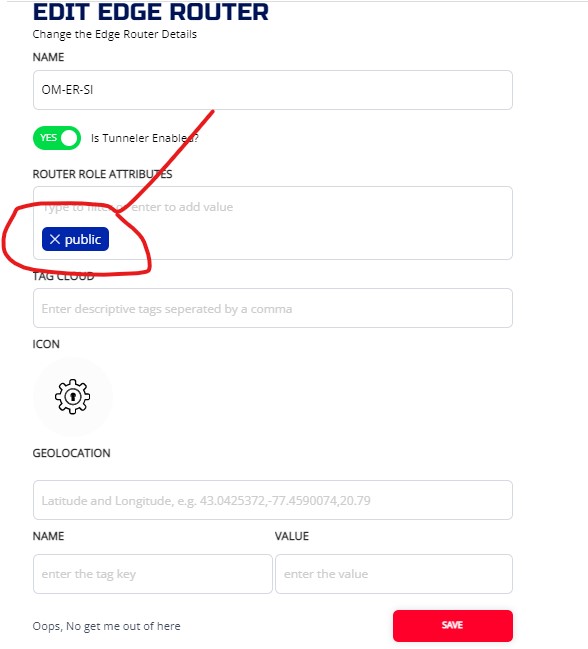 EDIT EDGE ROUTER
Change the Edge Router Details
NAME
OM-ER-SI
YES Is Tunneler Enabled?
ROUTER ROLE ATTRIBUTES
Type to filter or enter to add value
public
TAG CLOUD
Enter descriptive tags seperated by a comma
ICON
GEOLOCATION
Latitude and Longitude, e.g. 43.0425372,-77.4590074,20.79
NAME VALUE
enter the tag key enter the value
Oops, No get me out of here SAVE